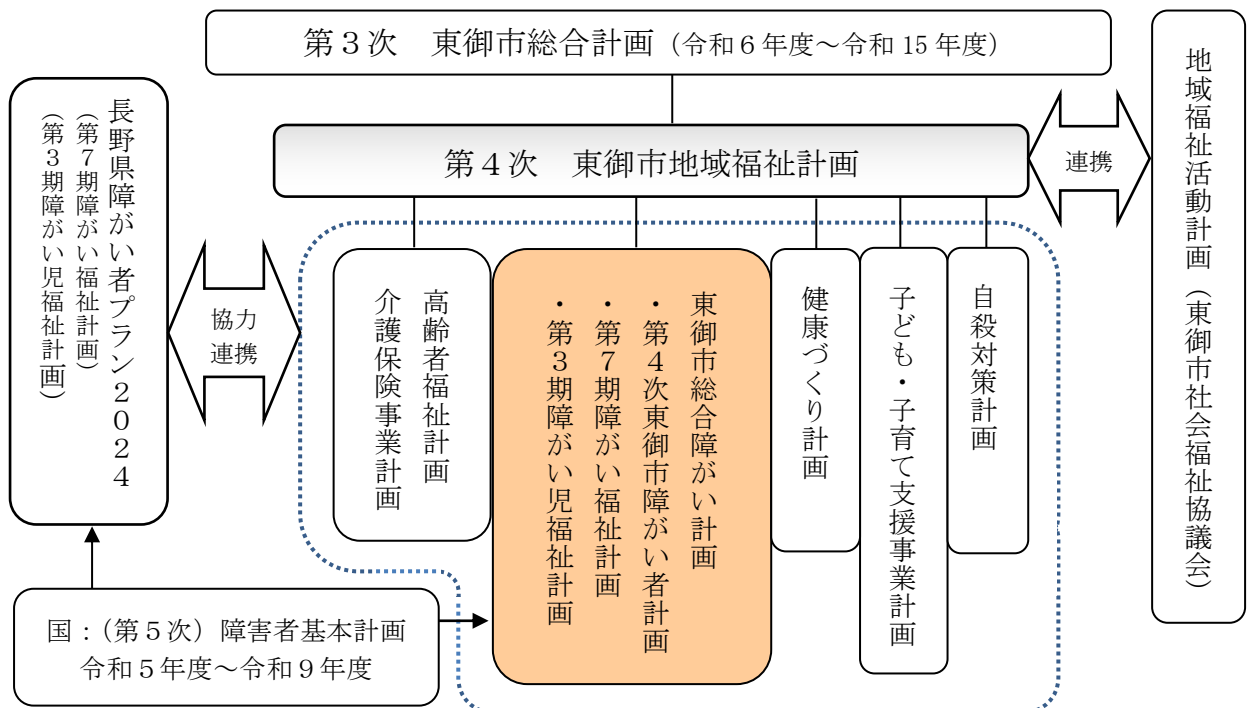 第３次　東御市総合計画（令和６年度～令和15年度）
第４次　東御市地域福祉計画
連携
地域福祉活動計画（東御市社会福祉協議会）
長野県障がい者プラン２０２４
（第７期障がい福祉計画）
（第３期障がい児福祉計画）
協力
連携
高齢者福祉計画
介護保険事業計画
東御市総合障がい計画
・第４次東御市障がい者計画
・第７期障がい福祉計画
・第３期障がい児福祉計画
健康づくり計画
子ども・子育て支援事業計画
自殺対策計画
国：（第５次）障害者基本計画
令和５年度～令和９年度